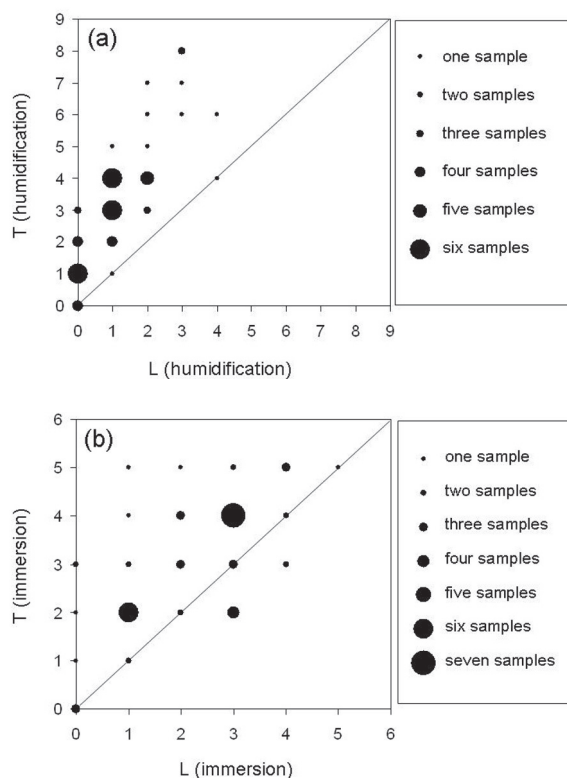 (a)
9
8
7
6
5
4
3
2
1
0
T (humidification)
0 1 2 3 4 5 6 7 8 9
L (humidification)
one sample
two samples
three samples
four samples
five samples
six samples
(b)
6
5
4
3
2
1
0
T (immersion)
0 1 2 3 4 5 6
L (immersion)
one sample
two samples
three samples
four samples
five samples
six samples
seven samples